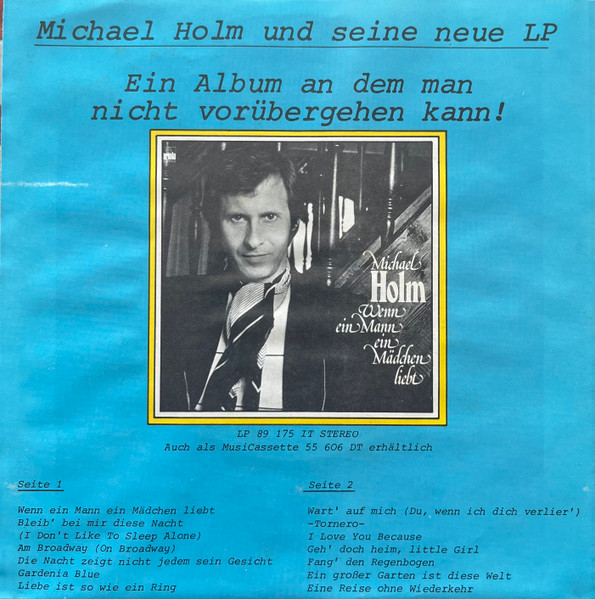 Michael Holm und seine neue LP
Ein Album an dem man
nicht vorübergehen kann!
ariola
Michael
Holm
Wenn
ein Mann
ein
Mädchen
liebt
LP 89 175 IT STEREO
Auch als MusiCassette 55 606 DT erhältlich
Seite 1
Wenn ein Mann ein Mädchen liebt
Bleib' bei mir diese Nacht
(I Don't Like To Sleep Alone)
Am Broadway (On Broadway)
Die Nacht zeigt nicht jedem sein Gesicht
Gardenia Blue
Liebe ist so wie ein Ring
Seite 2
Wart' auf mich (Du, wenn ich dich verlier')
-Tornero-
I Love You Because
Geh' doch heim, little Girl
Fang' den Regenbogen
Ein großer Garten ist diese Welt
Eine Reise ohne Wiederkehr